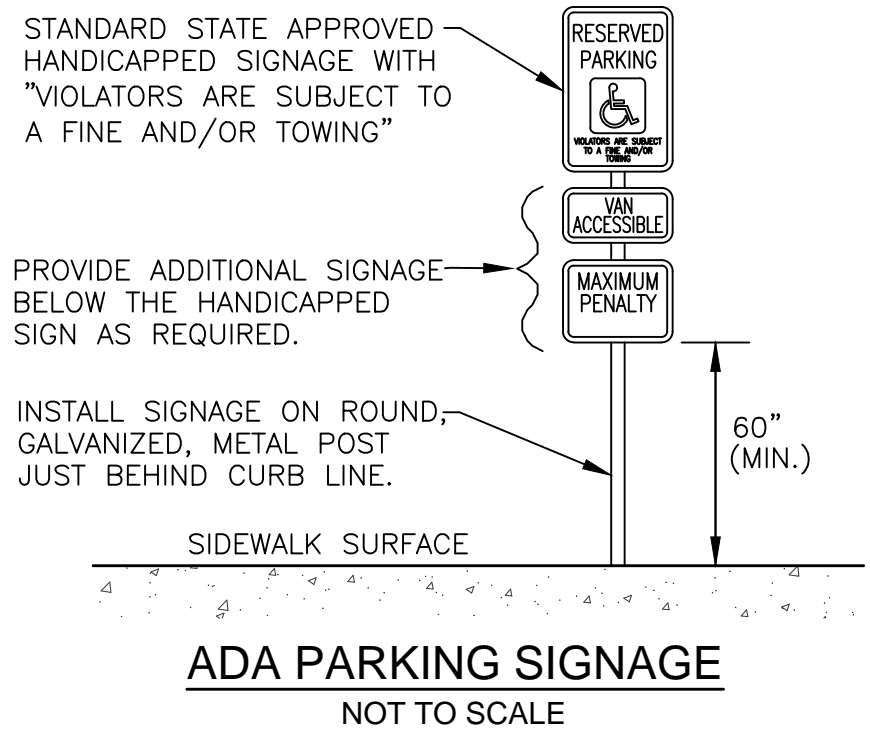 STANDARD STATE APPROVED
HANDICAPPED SIGNAGE WITH
"VIOLATORS ARE SUBJECT TO
A FINE AND/OR TOWING"
RESERVED
PARKING
VIOLATORS ARE SUBJECT
TO A FINE AND/OR
TOWING
VAN
ACCESSIBLE
PROVIDE ADDITIONAL SIGNAGE
BELOW THE HANDICAPPED
SIGN AS REQUIRED.
MAXIMUM
PENALTY
INSTALL SIGNAGE ON ROUND,
GALVANIZED, METAL POST
JUST BEHIND CURB LINE.
60"
(MIN.)
SIDEWALK SURFACE
ADA PARKING SIGNAGE
NOT TO SCALE